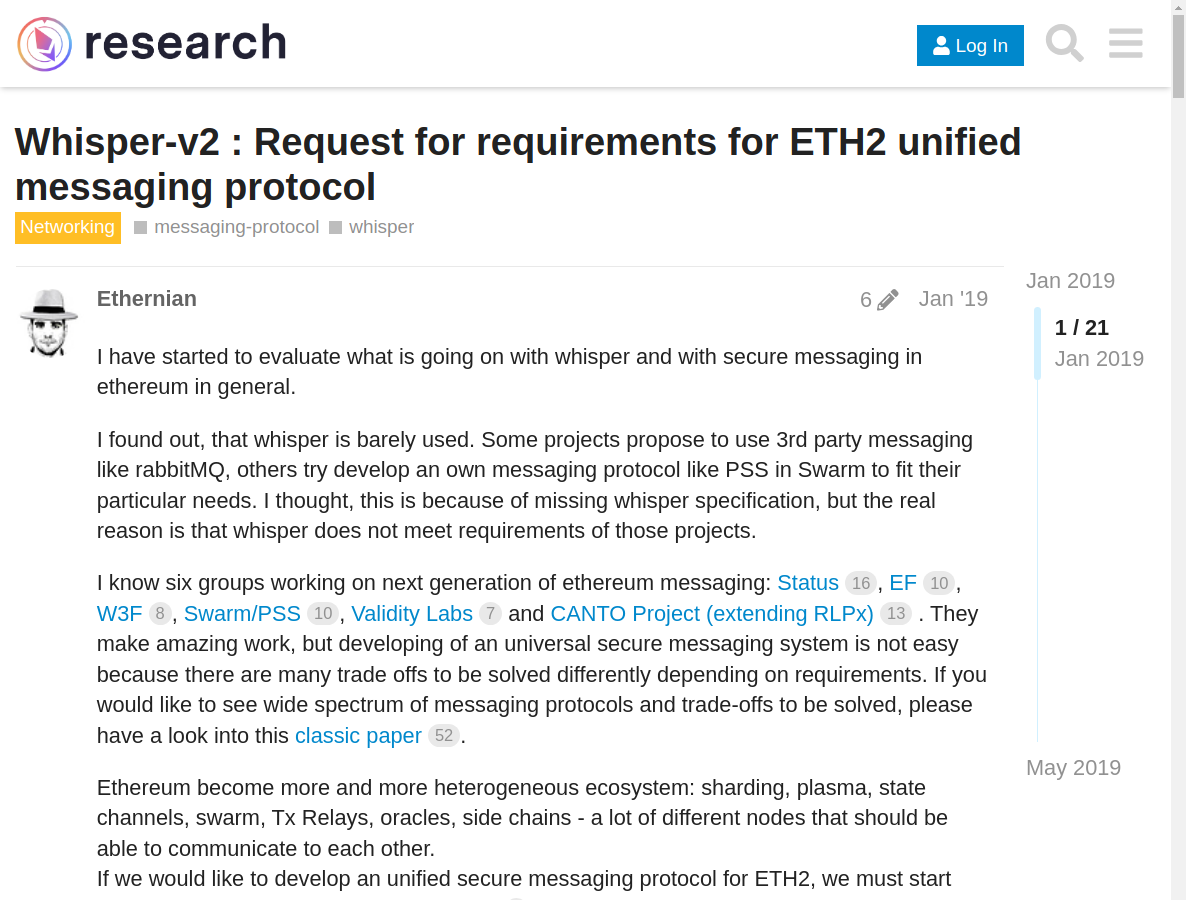 research
Log In
Whisper-v2 : Request for requirements for ETH2 unified
messaging protocol
Networking messaging-protocol whisper
Ethernian 6 Jan '19
Jan 2019
1 / 21
Jan 2019
May 2019
I have started to evaluate what is going on with whisper and with secure messaging in
ethereum in general.
I found out, that whisper is barely used. Some projects propose to use 3rd party messaging
like rabbitMQ, others try develop an own messaging protocol like PSS in Swarm to fit their
particular needs. I thought, this is because of missing whisper specification, but the real
reason is that whisper does not meet requirements of those projects.
I know six groups working on next generation of ethereum messaging: Status 16 , EF 10 ,
W3F 8 , Swarm/PSS 10 , Validity Labs 7 and CANTO Project (extending RLPx) 13 . They
make amazing work, but developing of an universal secure messaging system is not easy
because there are many trade offs to be solved differently depending on requirements. If you
would like to see wide spectrum of messaging protocols and trade-offs to be solved, please
have a look into this classic paper 52 .
Ethereum become more and more heterogeneous ecosystem: sharding, plasma, state
channels, swarm, Tx Relays, oracles, side chains - a lot of different nodes that should be
able to communicate to each other.
If we would like to develop an unified secure messaging protocol for ETH2, we must start